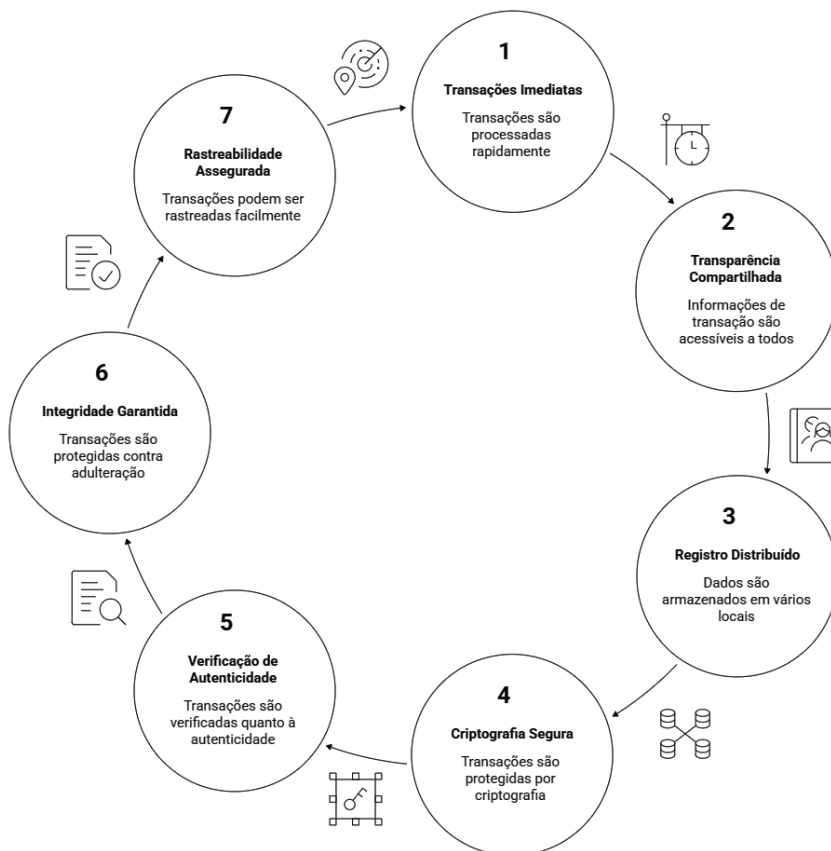 1
Transações Imediatas
Transações são
processadas
rapidamente
2
Transparência
Compartilhada
Informações de
transação são
acessíveis a todos
3
Registro Distribuído
Dados são
armazenados em vários
locais
4
Criptografia Segura
Transações são
protegidas por
criptografia
5
Verificação de
Autenticidade
Transações são
verificadas quanto à
autenticidade
6
Integridade Garantida
Transações são
protegidas contra
adulteração
7
Rastreabilidade
Assegurada
Transações podem ser
rastreadas facilmente